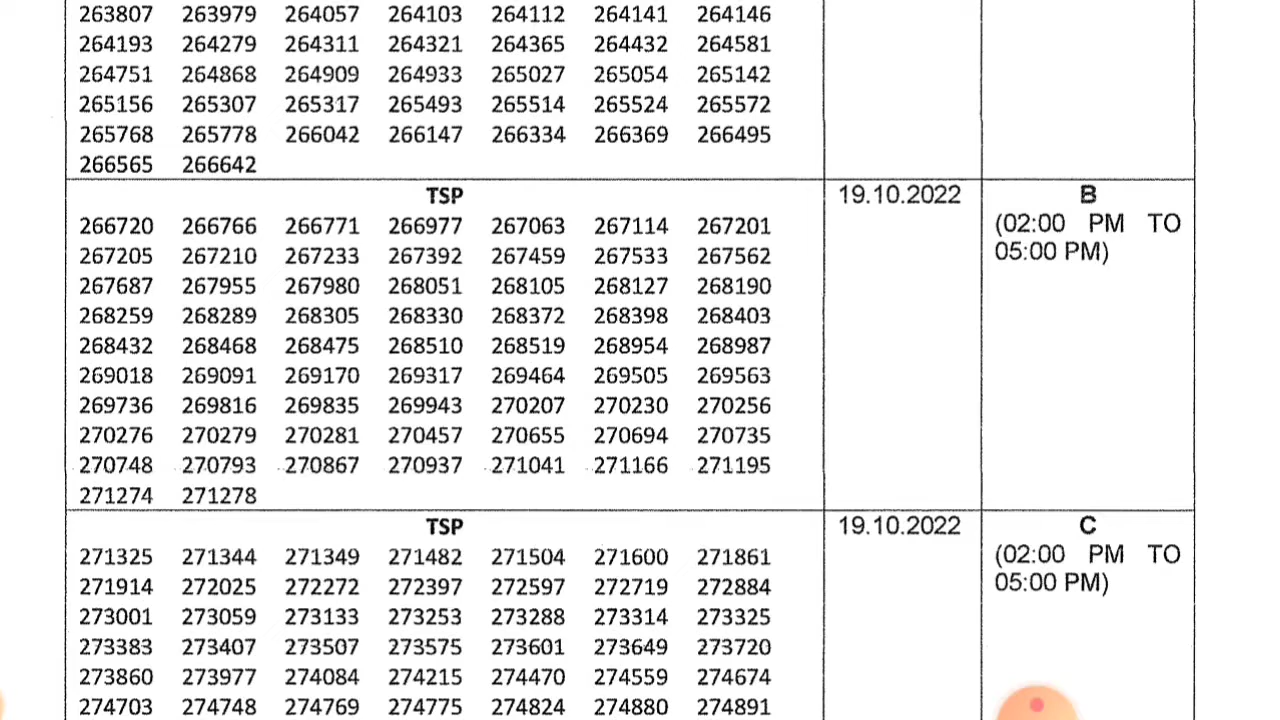 263807 263979 264057 264103 264112 264141 264146
264193 264279 264311 264321 264365 264432 264581
264751 264868 264909 264933 265027 265054 265142
265156 265307 265317 265493 265514 265524 265572
265768 265778 266042 266147 266334 266369 266495
266565 266642
TSP 19.10.2022 B
266720 266766 266771 266977 267063 267114 267201 (02:00 PM TO
267205 267210 267233 267392 267459 267533 267562 05:00 PM)
267687 267955 267980 268051 268105 268127 268190
268259 268289 268305 268330 268372 268398 268403
268432 268468 268475 268510 268519 268954 268987
269018 269091 269170 269317 269464 269505 269563
269736 269816 269835 269943 270207 270230 270256
270276 270279 270281 270457 270655 270694 270735
270748 270793 270867 270937 271041 271166 271195
271274 271278
TSP 19.10.2022 C
271325 271344 271349 271482 271504 271600 271861 (02:00 PM TO
271914 272025 272272 272397 272597 272719 272884 05:00 PM)
273001 273059 273133 273253 273288 273314 273325
273383 273407 273507 273575 273601 273649 273720
273860 273977 274084 274215 274470 274559 274674
274703 274748 274769 274775 274824 274880 274891